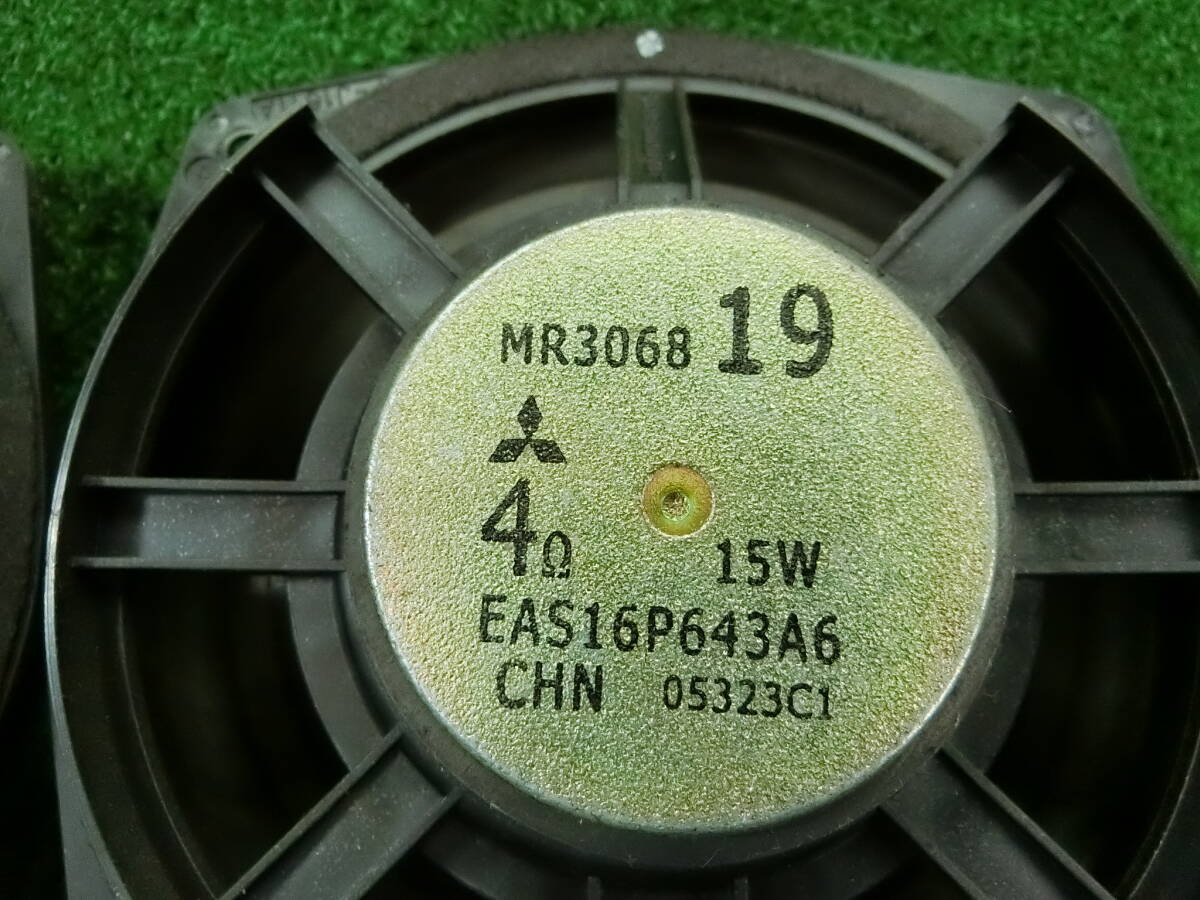 MR3068 19
4Ω 15W
EAS16P643A6
CHN 05323C1